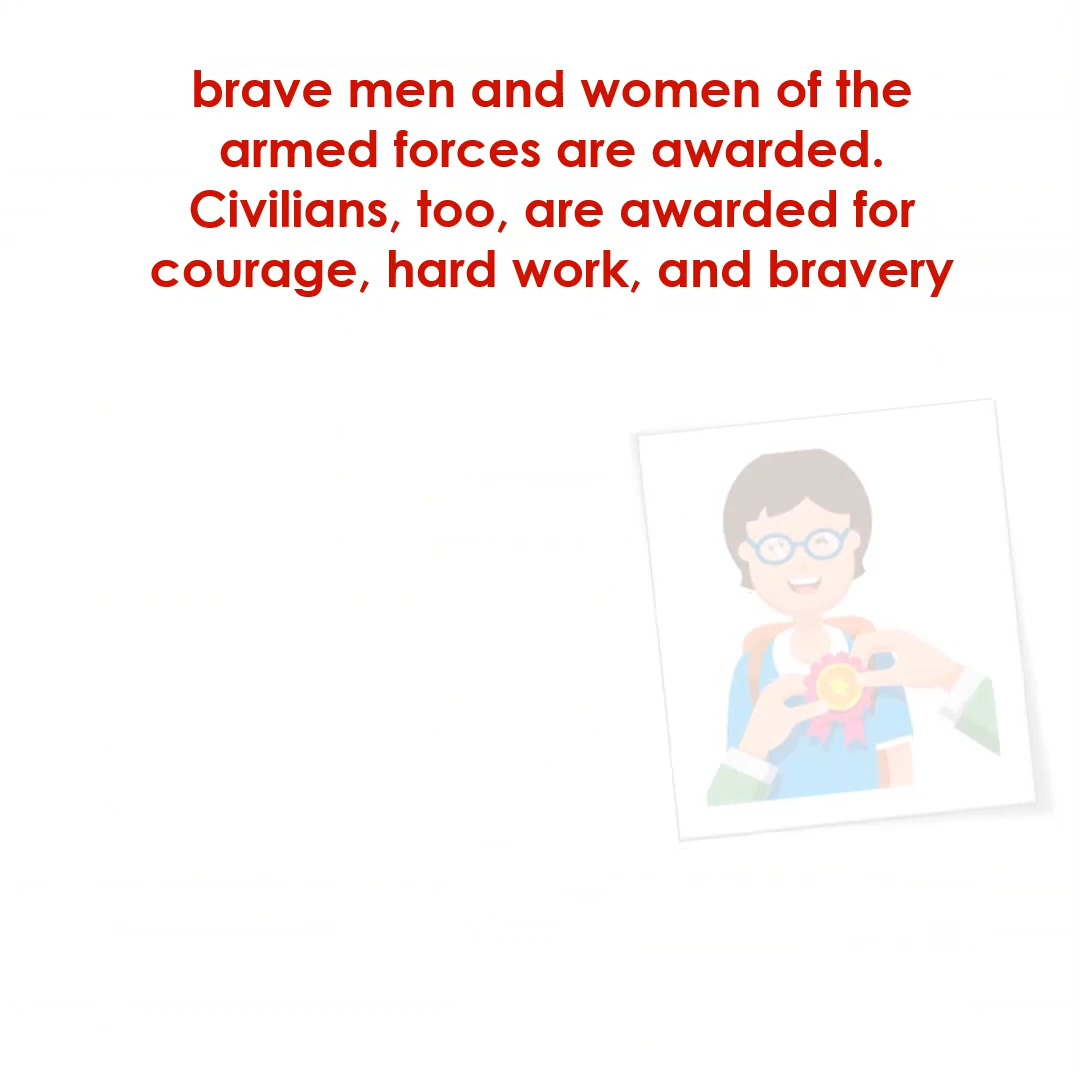 brave men and women of the
armed forces are awarded.
Civilians, too, are awarded for
courage, hard work, and bravery